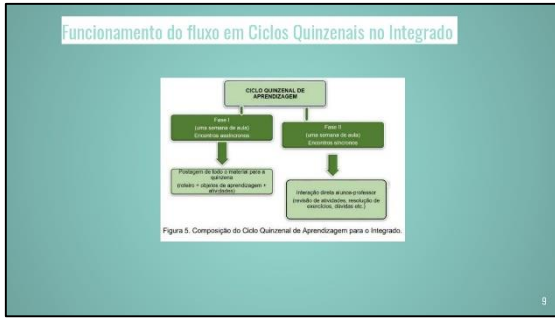 Funcionamento do fluxo em Ciclos Quinzenais no Integrado
CICLO QUINZENAL DE
APRENDIZAGEM
Fase I
(uma semana de aula)
Encontros assíncronos
Fase II
(uma semana de aula)
Encontros síncronos
Postagem de todo o material para a
quinzena
(roteiro + objetos de aprendizagem +
atividades)
Interação direta alunos-professor
(revisão de atividades, resolução de
exercícios, dúvidas etc.)
Figura 5. Composição do Ciclo Quinzenal de Aprendizagem para o Integrado.
9